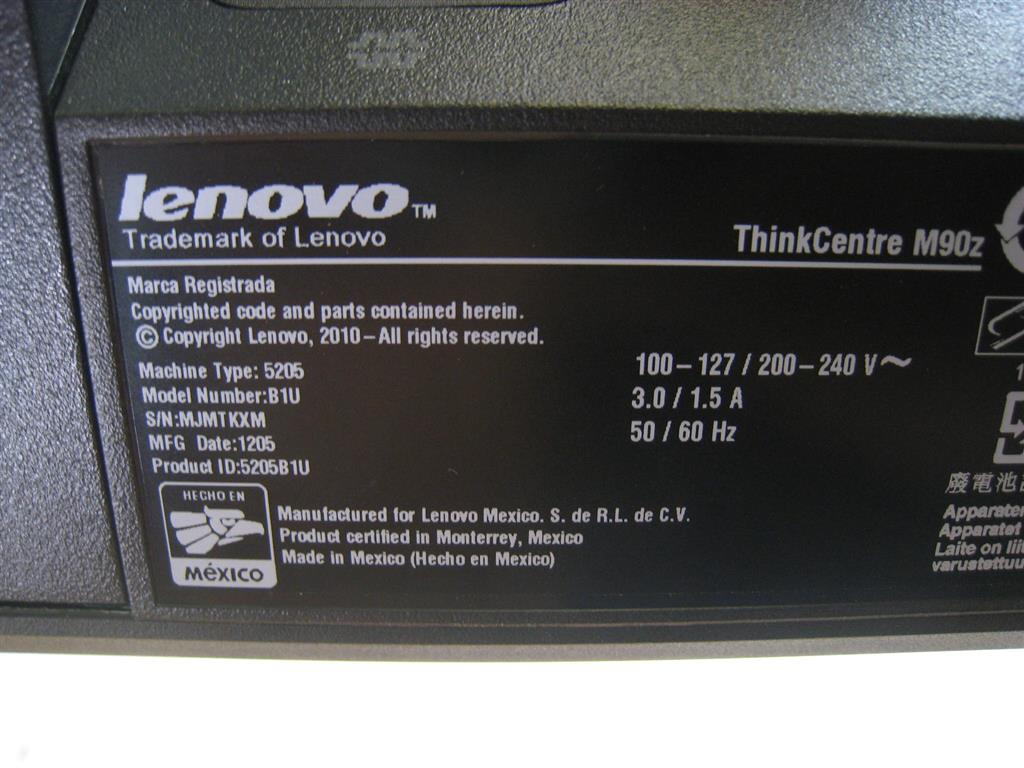 lenovo™
Trademark of Lenovo
ThinkCentre M90z
Marca Registrada
Copyrighted code and parts contained herein.
© Copyright Lenovo, 2010–All rights reserved.
Machine Type: 5205
Model Number:B1U
S/N:MJMTKXM
MFG Date:1205
Product ID:5205B1U
100–127 / 200–240 V~
3.0 / 1.5 A
50 / 60 Hz
HECHO EN
MéXICO
Manufactured for Lenovo Mexico. S. de R.L. de C.V.
Product certified in Monterrey, Mexico
Made in Mexico (Hecho en Mexico)
廢電池
Apparaten
Apparatet
Laite on